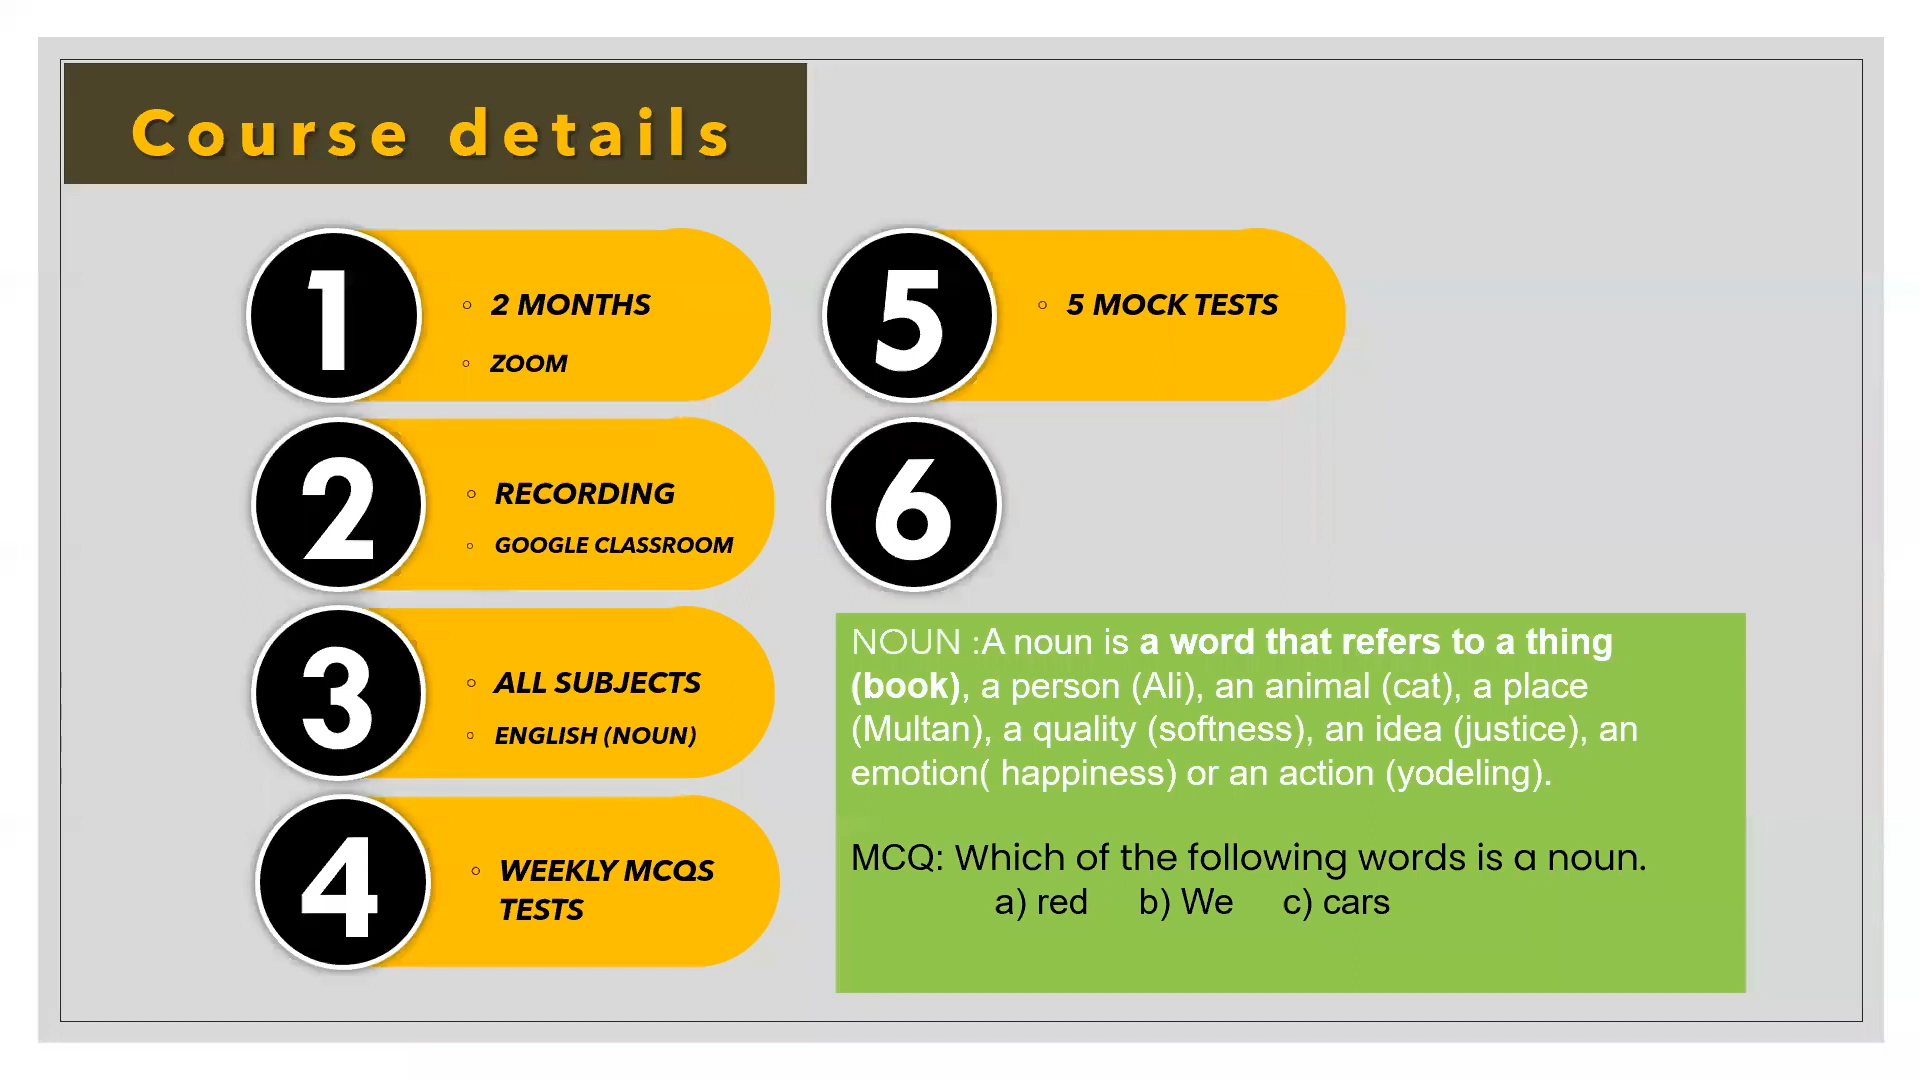 Course details
1
◦ 2 MONTHS
◦ ZOOM
2
◦ RECORDING
◦ GOOGLE CLASSROOM
3
◦ ALL SUBJECTS
◦ ENGLISH (NOUN)
4
◦ WEEKLY MCQS
TESTS
5
◦ 5 MOCK TESTS
6
NOUN :A noun is a word that refers to a thing
(book), a person (Ali), an animal (cat), a place
(Multan), a quality (softness), an idea (justice), an
emotion( happiness) or an action (yodeling).
MCQ: Which of the following words is a noun.
a) red b) We c) cars